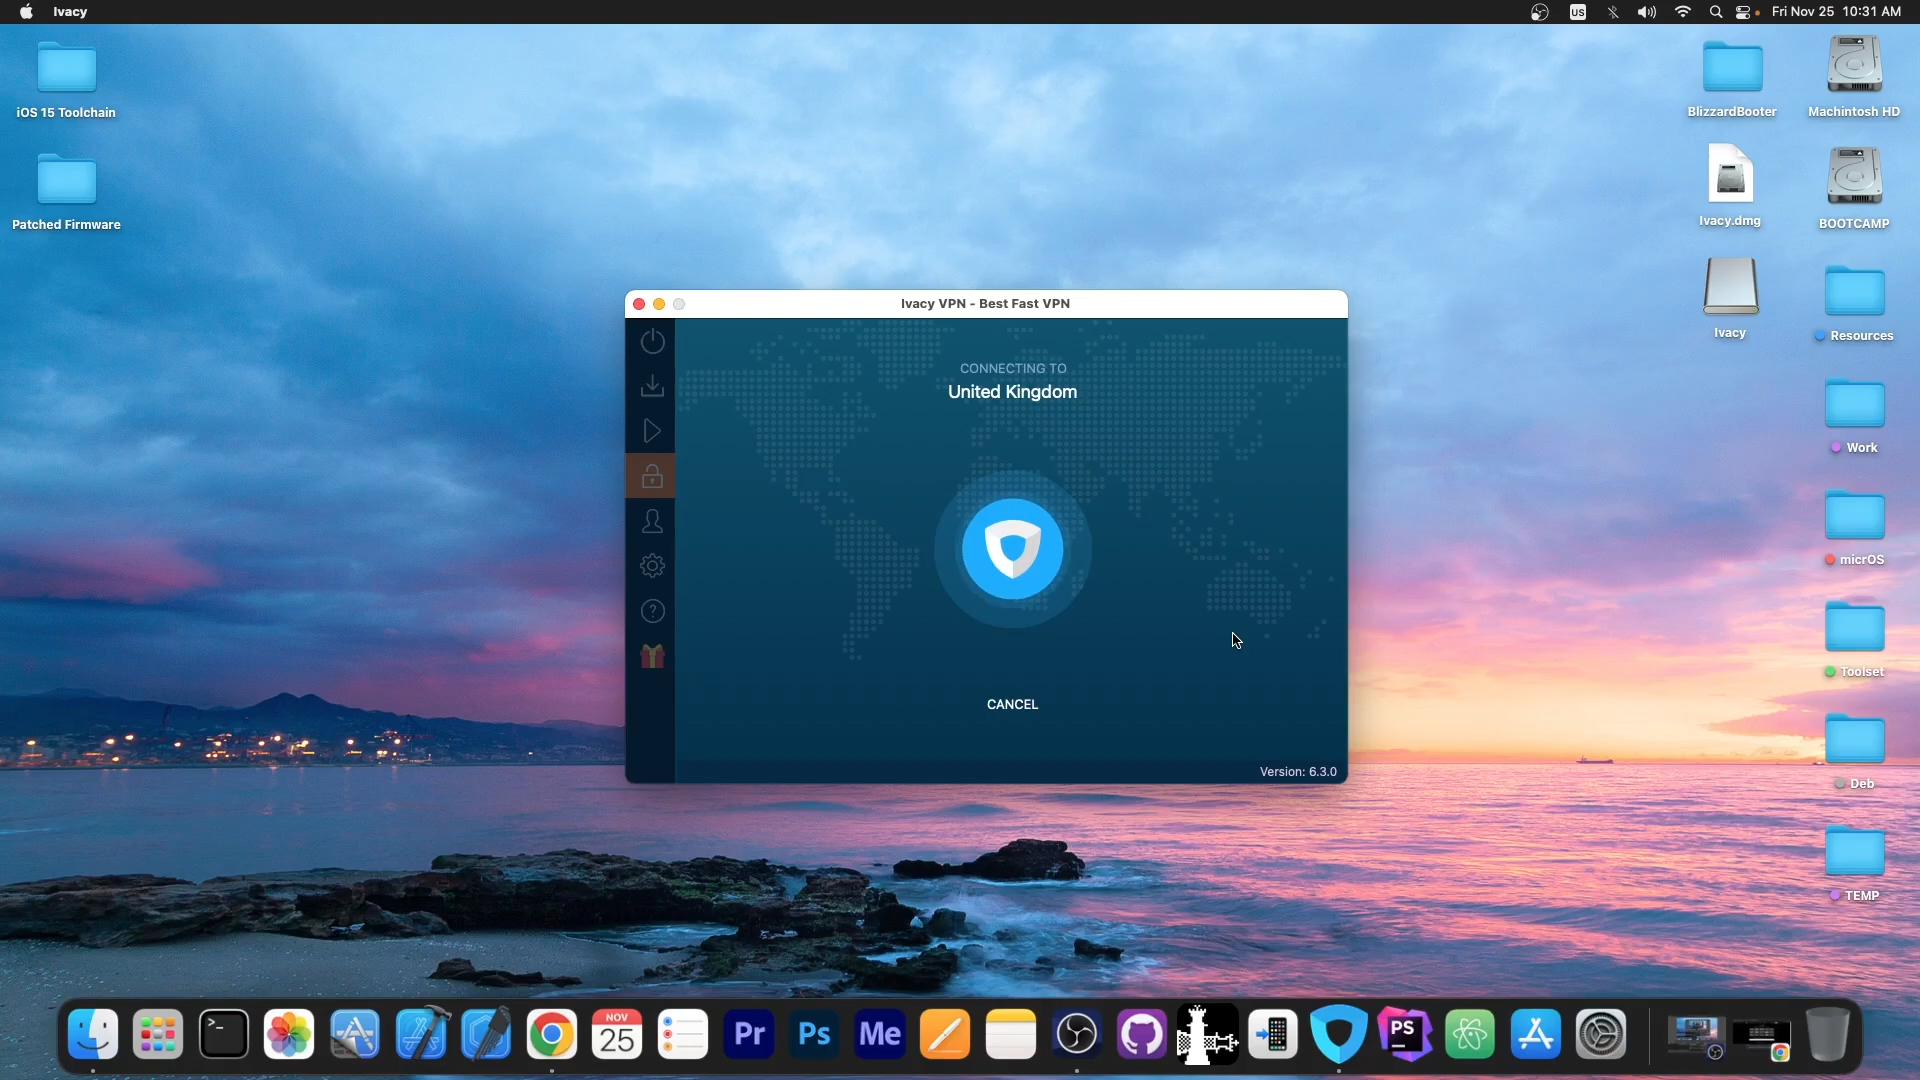 Ivacy
US
Fri Nov 25 10:31 AM
iOS 15 Toolchain
Patched Firmware
BlizzardBooter
Machintosh HD
Ivacy.dmg
BOOTCAMP
Ivacy
Resources
Work
micrOS
Toolset
Deb
TEMP
Ivacy VPN - Best Fast VPN
CONNECTING TO
United Kingdom
CANCEL
Version: 6.3.0
>_
NOV
25
Pr
Ps
Me
PS